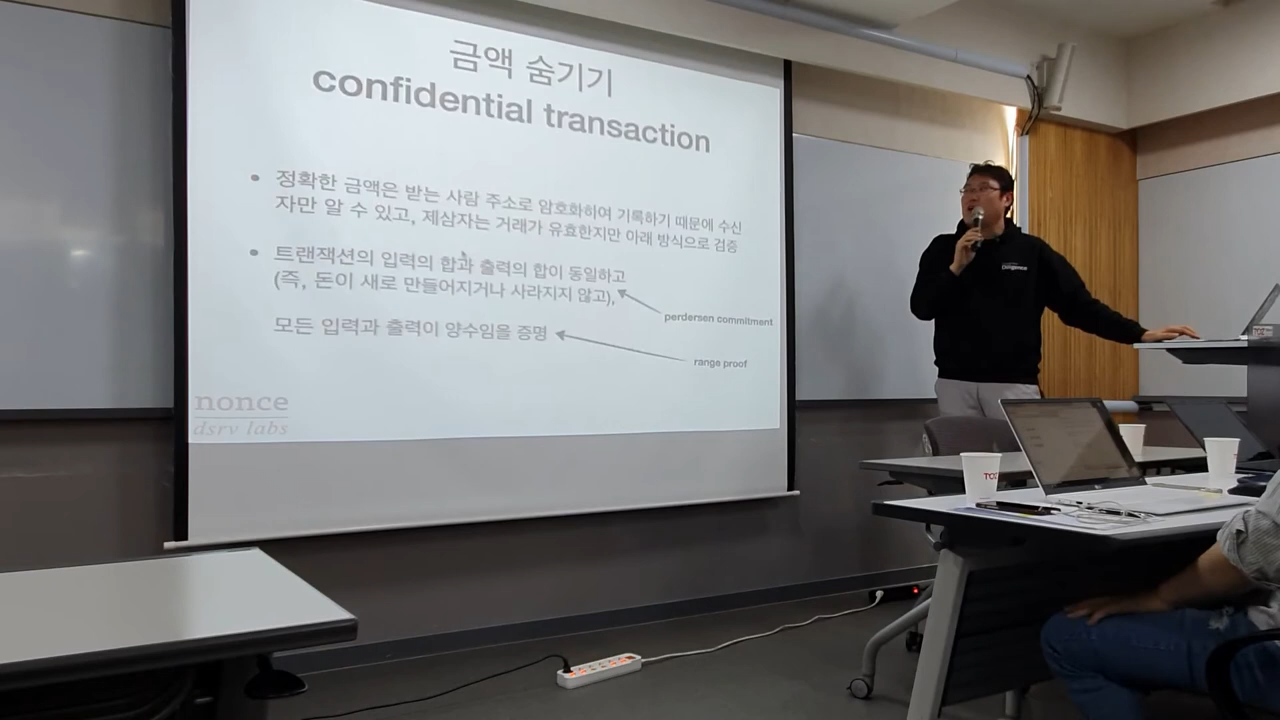 금액 숨기기
confidential transaction
• 정확한 금액은 받는 사람 주소로 암호화하여 기록하기 때문에 수신
자만 알 수 있고, 제삼자는 거래가 유효한지만 아래 방식으로 검증
• 트랜잭션의 입력의 합과 출력의 합이 동일하고
(즉, 돈이 새로 만들어지거나 사라지지 않고),
perdersen commitment
모든 입력과 출력이 양수임을 증명
range proof
nonce
dsrv labs
Diligence
TOZ